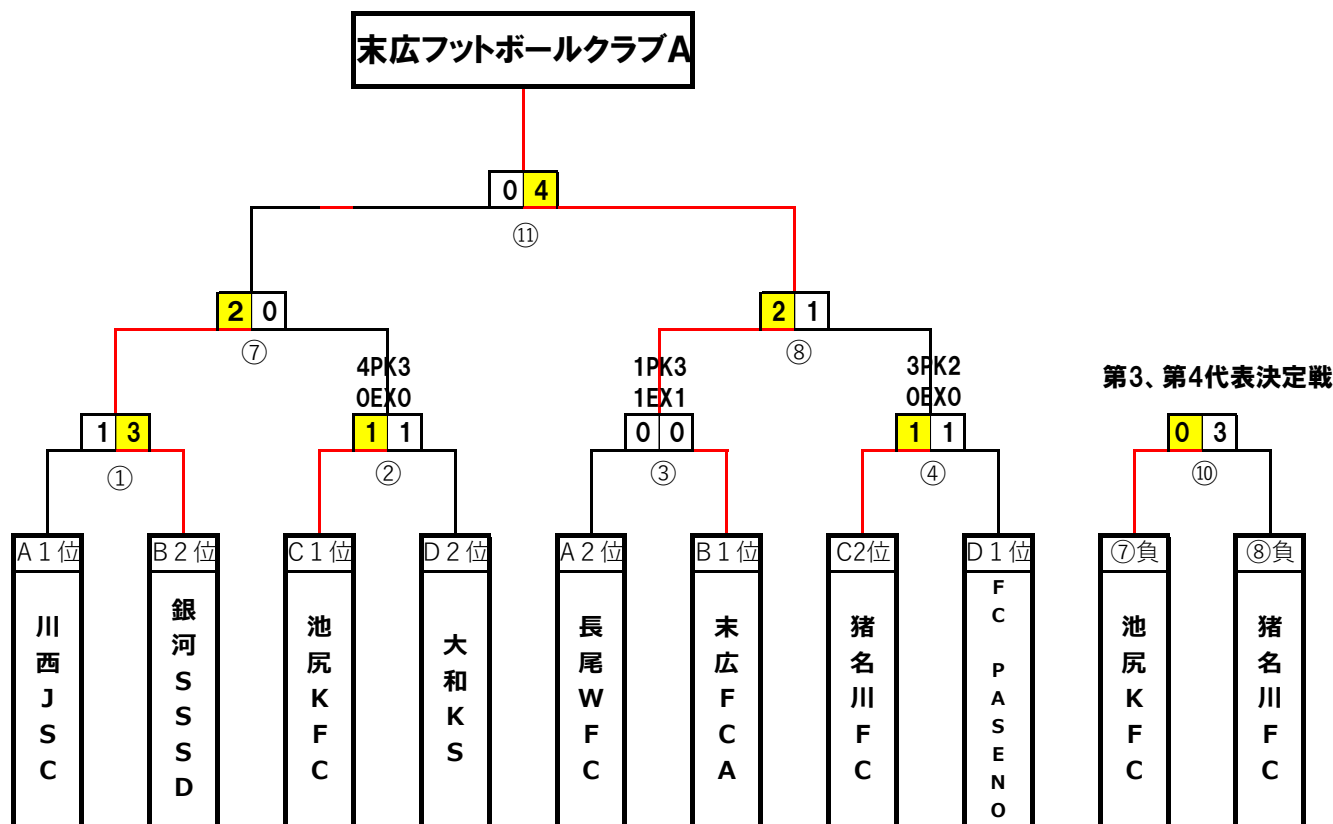 末広フットボールクラブA
0 4
⑪
2 0
2 1
⑦
⑧
4PK3
1PK3
3PK2
0EX0
1EX1
0EX0
第3、第4代表決定戦
1 3
1 1
0 0
1 1
0 3
①
②
③
④
⑩
A1位
B2位
C1位
D2位
A2位
B1位
C2位
D1位
⑦負
⑧負
川西JSC
銀河SSSD
池尻KFC
大和KS
長尾WFC
末広FCA
猪名川FC
FC PASENO
池尻KFC
猪名川FC